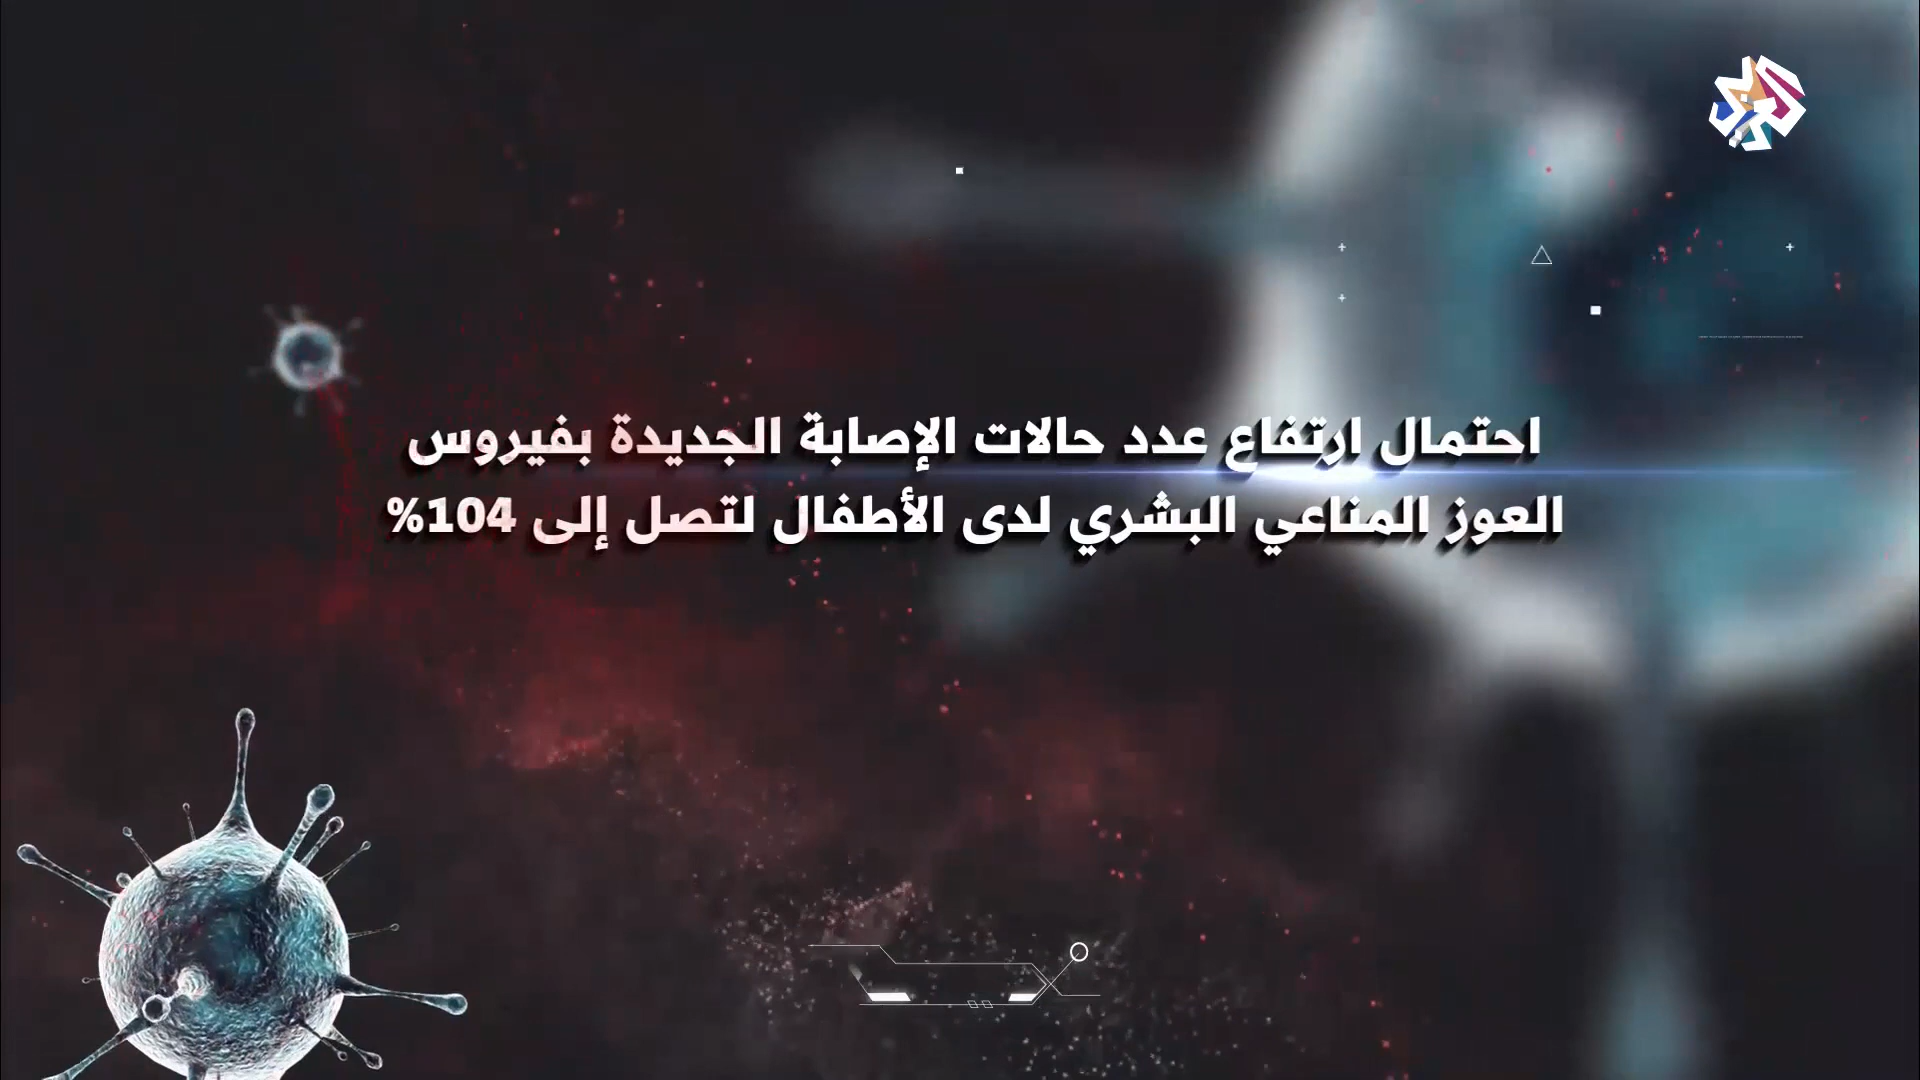 احتمال ارتفاع عدد حالات الإصابة الجديدة بفيروس
العوز المناعي البشري لدى الأطفال لتصل إلى 104%